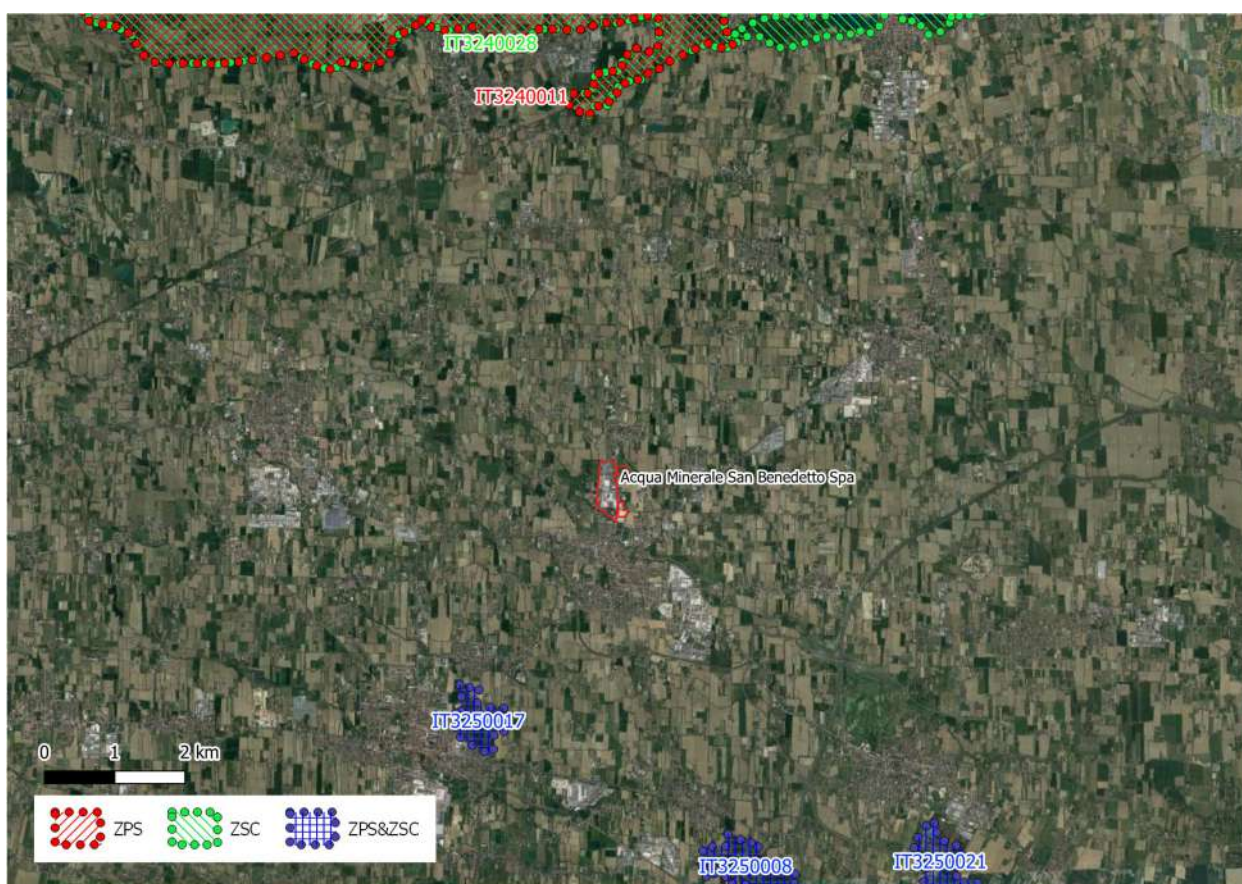 IT3240028
IT3240011
Acqua Minerale San Benedetto Spa
IT3250017
0 1 2 km
ZPS ZSC ZPS&ZSC
IT3250008
IT3250021